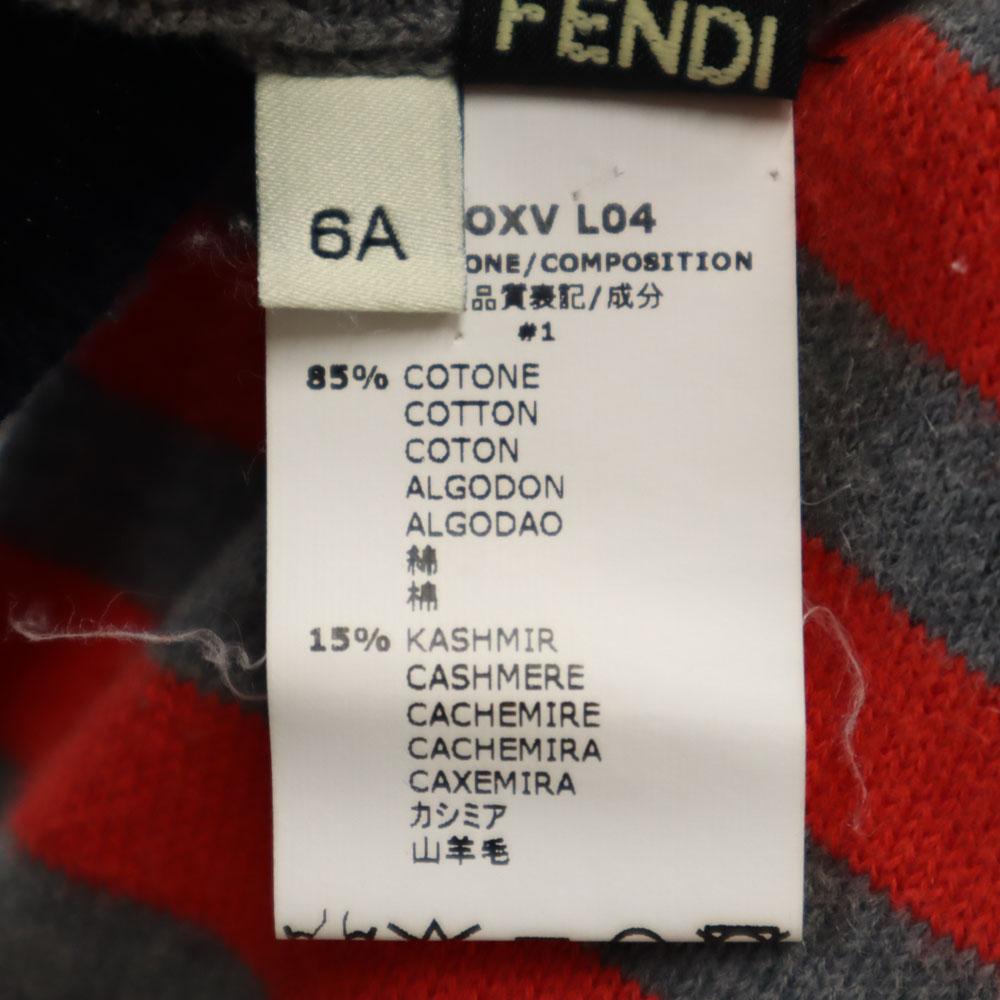 FENDI
6A
OXV L04
ONE/COMPOSITION
品質表記/成分
#1
85% COTONE
COTTON
COTON
ALGODON
ALGODAO
綿
棉
15% KASHMIR
CASHMERE
CACHEMIRE
CACHEMIRA
CAXEMIRA
カシミア
山羊毛